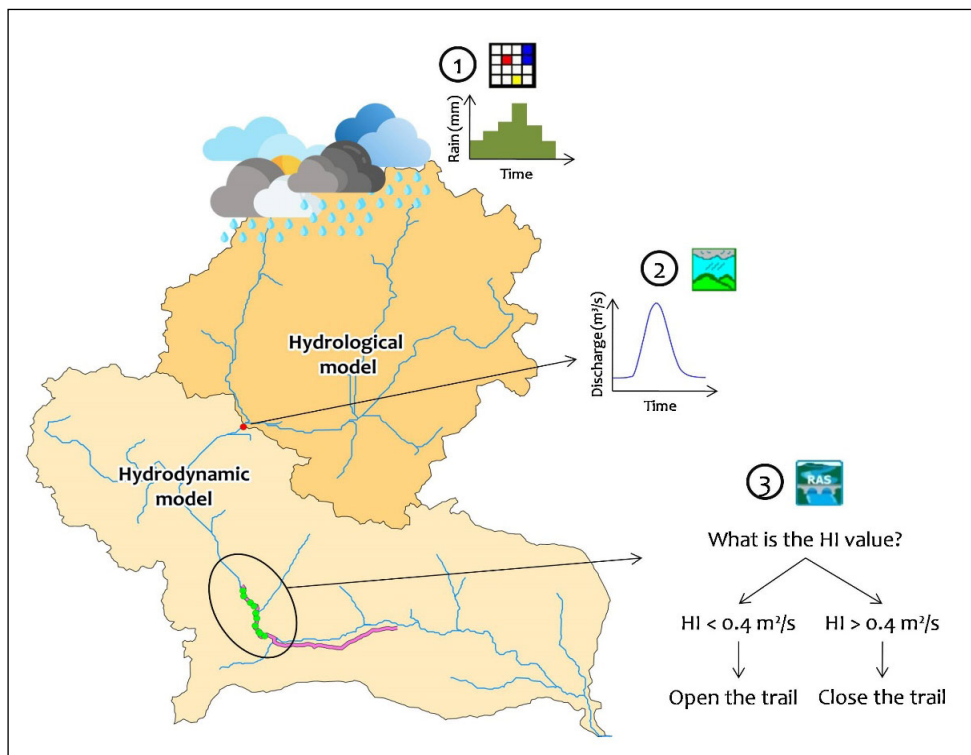 1
Rain (mm)
Time
2
Discharge (m³/s)
Time
Hydrological
model
Hydrodynamic
model
3
RAS
What is the HI value?
HI < 0.4 m²/s
HI > 0.4 m²/s
Open the trail
Close the trail